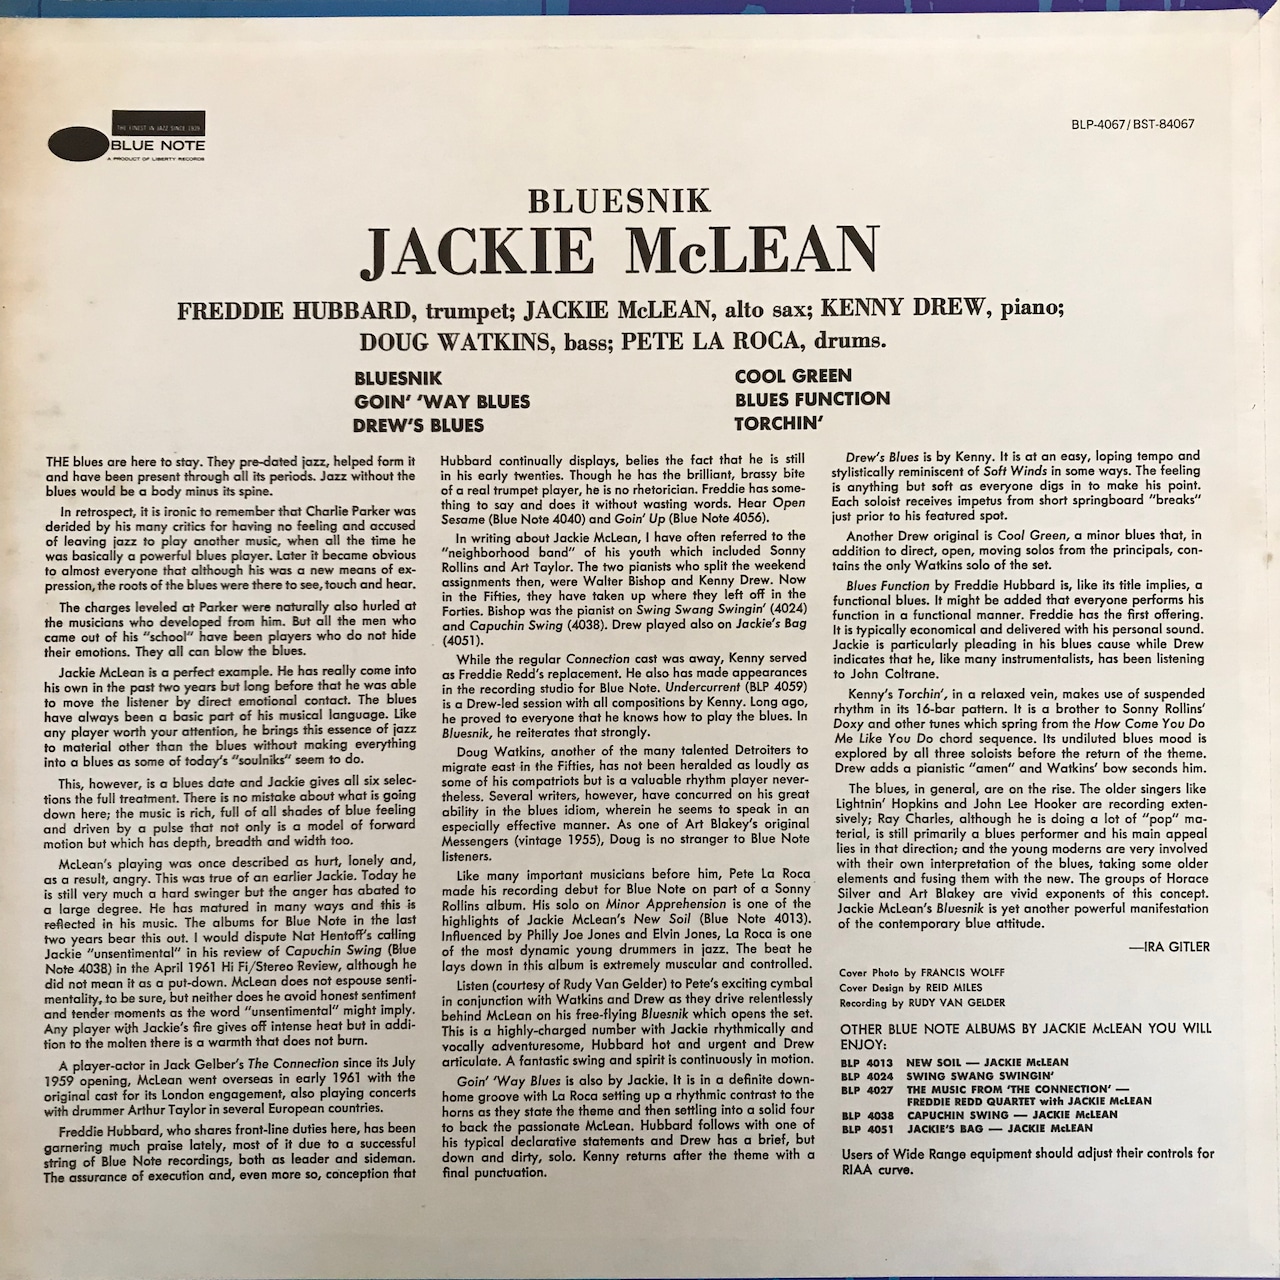 THE FINEST IN JAZZ SINCE 1939
BLUE NOTE
A PRODUCT OF LIBERTY RECORDS
BLP-4067/BST-84067
BLUESNIK
JACKIE McLEAN
FREDDIE HUBBARD, trumpet; JACKIE McLEAN, alto sax; KENNY DREW, piano;
DOUG WATKINS, bass; PETE LA ROCA, drums.
BLUESNIK
GOIN' 'WAY BLUES
DREW'S BLUES
COOL GREEN
BLUES FUNCTION
TORCHIN'
THE blues are here to stay. They pre-dated jazz, helped form it
and have been present through all its periods. Jazz without the
blues would be a body minus its spine.
In retrospect, it is ironic to remember that Charlie Parker was
derided by his many critics for having no feeling and accused
of leaving jazz to play another music, when all the time he
was basically a powerful blues player. Later it became obvious
to almost everyone that although his was a new means of ex-
pression, the roots of the blues were there to see, touch and hear.
The charges leveled at Parker were naturally also hurled at
the musicians who developed from him. But all the men who
came out of his "school" have been players who do not hide
their emotions. They all can blow the blues.
Jackie McLean is a perfect example. He has really come into
his own in the past two years but long before that he was able
to move the listener by direct emotional contact. The blues
have always been a basic part of his musical language. Like
any player worth your attention, he brings this essence of jazz
to material other than the blues without making everything
into a blues as some of today's "soulniks" seem to do.
This, however, is a blues date and Jackie gives all six selec-
tions the full treatment. There is no mistake about what is going
down here; the music is rich, full of all shades of blue feeling
and driven by a pulse that not only is a model of forward
motion but which has depth, breadth and width too.
McLean's playing was once described as hurt, lonely and,
as a result, angry. This was true of an earlier Jackie. Today he
is still very much a hard swinger but the anger has abated to
a large degree. He has matured in many ways and this is
reflected in his music. The albums for Blue Note in the last
two years bear this out. I would dispute Nat Hentoff's calling
Jackie "unsentimental" in his review of Capuchin Swing (Blue
Note 4038) in the April 1961 Hi Fi/Stereo Review, although he
did not mean it as a put-down. McLean does not espouse senti-
mentality, to be sure, but neither does he avoid honest sentiment
and tender moments as the word "unsentimental" might imply.
Any player with Jackie's fire gives off intense heat but in addi-
tion to the molten there is a warmth that does not burn.
A player-actor in Jack Gelber's The Connection since its July
1959 opening, McLean went overseas in early 1961 with the
original cast for its London engagement, also playing concerts
with drummer Arthur Taylor in several European countries.
Freddie Hubbard, who shares front-line duties here, has been
garnering much praise lately, most of it due to a successful
string of Blue Note recordings, both as leader and sideman.
The assurance of execution and, even more so, conception that
Hubbard continually displays, belies the fact that he is still
in his early twenties. Though he has the brilliant, brassy bite
of a real trumpet player, he is no rhetorician. Freddie has some-
thing to say and does it without wasting words. Hear Open
Sesame (Blue Note 4040) and Goin' Up (Blue Note 4056).
In writing about Jackie McLean, I have often referred to the
"neighborhood band" of his youth which included Sonny
Rollins and Art Taylor. The two pianists who split the weekend
assignments then, were Walter Bishop and Kenny Drew. Now
in the Fifties, they have taken up where they left off in the
Forties. Bishop was the pianist on Swing Swang Swingin' (4024)
and Capuchin Swing (4038). Drew played also on Jackie's Bag
(4051).
While the regular Connection cast was away, Kenny served
as Freddie Redd's replacement. He also has made appearances
in the recording studio for Blue Note. Undercurrent (BLP 4059)
is a Drew-led session with all compositions by Kenny. Long ago,
he proved to everyone that he knows how to play the blues. In
Bluesnik, he reiterates that strongly.
Doug Watkins, another of the many talented Detroiters to
migrate east in the Fifties, has not been heralded as loudly as
some of his compatriots but is a valuable rhythm player never-
theless. Several writers, however, have concurred on his great
ability in the blues idiom, wherein he seems to speak in an
especially effective manner. As one of Art Blakey's original
Messengers (vintage 1955), Doug is no stranger to Blue Note
listeners.
Like many important musicians before him, Pete La Roca
made his recording debut for Blue Note on part of a Sonny
Rollins album. His solo on Minor Apprehension is one of the
highlights of Jackie McLean's New Soil (Blue Note 4013).
Influenced by Philly Joe Jones and Elvin Jones, La Roca is one
of the most dynamic young drummers in jazz. The beat he
lays down in this album is extremely muscular and controlled.
Listen (courtesy of Rudy Van Gelder) to Pete's exciting cymbal
in conjunction with Watkins and Drew as they drive relentlessly
behind McLean on his free-flying Bluesnik which opens the set.
This is a highly-charged number with Jackie rhythmically and
vocally adventuresome, Hubbard hot and urgent and Drew
articulate. A fantastic swing and spirit is continuously in motion.
Goin' 'Way Blues is also by Jackie. It is in a definite down-
home groove with La Roca setting up a rhythmic contrast to the
horns as they state the theme and then settling into a solid four
to back the passionate McLean. Hubbard follows with one of
his typical declarative statements and Drew has a brief, but
down and dirty, solo. Kenny returns after the theme with a
final punctuation.
Drew's Blues is by Kenny. It is at an easy, loping tempo and
stylistically reminiscent of Soft Winds in some ways. The feeling
is anything but soft as everyone digs in to make his point.
Each soloist receives impetus from short springboard "breaks"
just prior to his featured spot.
Another Drew original is Cool Green, a minor blues that, in
addition to direct, open, moving solos from the principals, con-
tains the only Watkins solo of the set.
Blues Function by Freddie Hubbard is, like its title implies, a
functional blues. It might be added that everyone performs his
function in a functional manner. Freddie has the first offering.
It is typically economical and delivered with his personal sound.
Jackie is particularly pleading in his blues cause while Drew
indicates that he, like many instrumentalists, has been listening
to John Coltrane.
Kenny's Torchin', in a relaxed vein, makes use of suspended
rhythm in its 16-bar pattern. It is a brother to Sonny Rollins'
Doxy and other tunes which spring from the How Come You Do
Me Like You Do chord sequence. Its undiluted blues mood is
explored by all three soloists before the return of the theme.
Drew adds a pianistic "amen" and Watkins' bow seconds him.
The blues, in general, are on the rise. The older singers like
Lightnin' Hopkins and John Lee Hooker are recording exten-
sively; Ray Charles, although he is doing a lot of "pop" ma-
terial, is still primarily a blues performer and his main appeal
lies in that direction; and the young moderns are very involved
with their own interpretation of the blues, taking some older
elements and fusing them with the new. The groups of Horace
Silver and Art Blakey are vivid exponents of this concept.
Jackie McLean's Bluesnik is yet another powerful manifestation
of the contemporary blue attitude.
—IRA GITLER
Cover Photo by FRANCIS WOLFF
Cover Design by REID MILES
Recording by RUDY VAN GELDER
OTHER BLUE NOTE ALBUMS BY JACKIE McLEAN YOU WILL
ENJOY:
BLP 4013 NEW SOIL — JACKIE McLEAN
BLP 4024 SWING SWANG SWINGIN'
BLP 4027 THE MUSIC FROM 'THE CONNECTION' —
FREDDIE REDD QUARTET with JACKIE McLEAN
BLP 4038 CAPUCHIN SWING — JACKIE McLEAN
BLP 4051 JACKIE'S BAG — JACKIE McLEAN
Users of Wide Range equipment should adjust their controls for
RIAA curve.